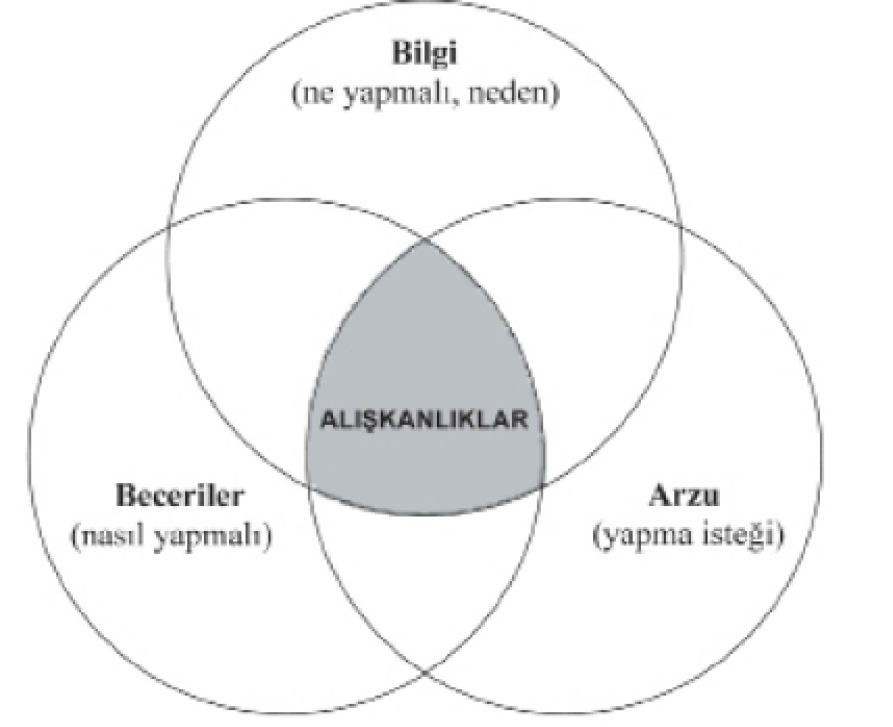 Bilgi
(ne yapmalı, neden)
ALIŞKANLIKLAR
Beceriler
(nasıl yapmalı)
Arzu
(yapma isteği)